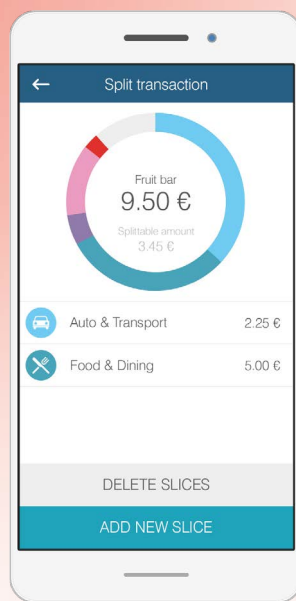 Split transaction
Fruit bar
9.50 €
Splittable amount
3.45 €
Auto & Transport 2.25 €
Food & Dining 5.00 €
DELETE SLICES
ADD NEW SLICE